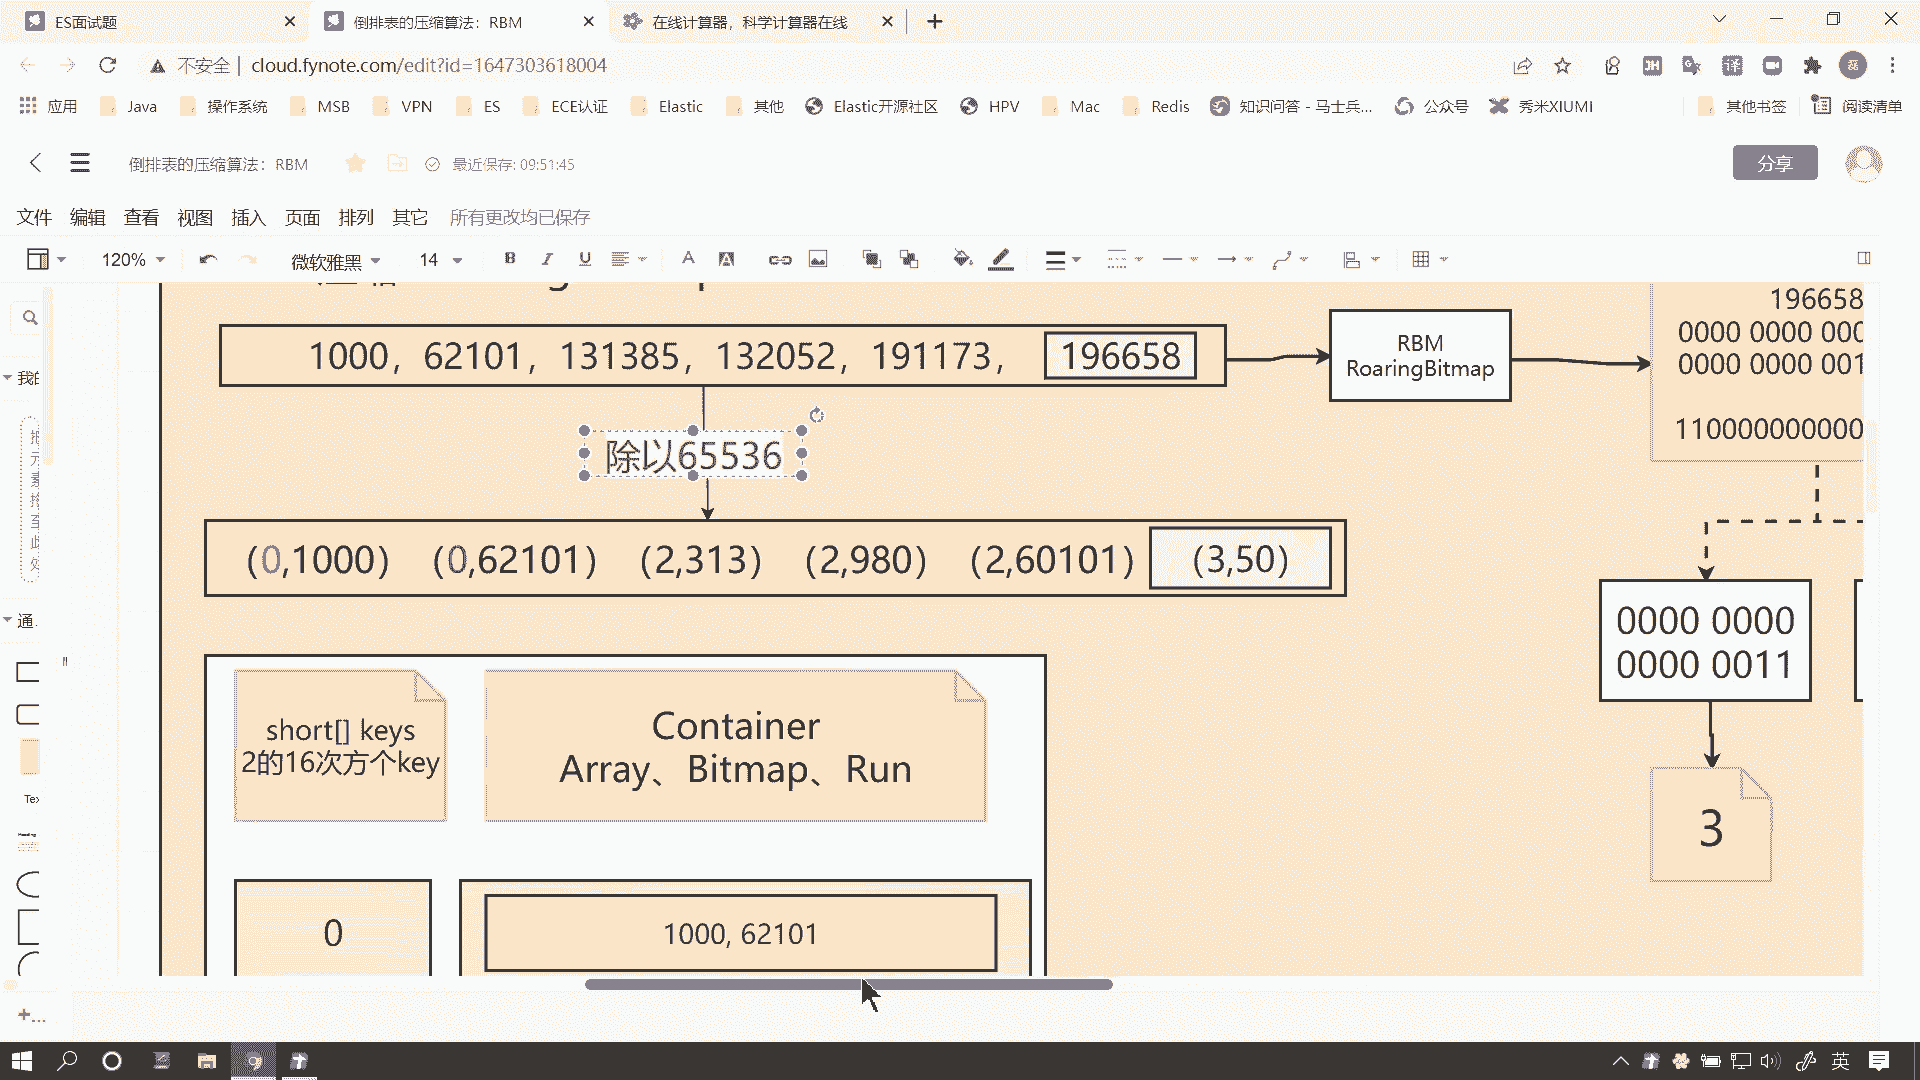 ES面试题
倒排表的压缩算法：RBM
在线计算器，科学计算器在线
不安全 | cloud.fynote.com/edit?id=1647303618004
应用 Java 操作系统 MSB VPN ES ECE认证 Elastic 其他 Elastic开源社区 HPV Mac Redis 知识问答 - 马士兵... 公众号 秀米XIUMI 其他书签 阅读清单
倒排表的压缩算法：RBM 最近保存: 09:51:45 分享
文件 编辑 查看 视图 插入 页面 排列 其它 所有更改均已保存
120% 微软雅黑 14
196658
1000，62101，131385，132052，191173， 196658
RBM
RoaringBitmap
0000 0000 000
0000 0000 001
110000000000
除以65536
(0,1000) (0,62101) (2,313) (2,980) (2,60101) (3,50)
0000 0000
0000 0011
short[] keys
2的16次方个key
Container
Array、Bitmap、Run
3
0
1000, 62101
我的
拖
元
素
拖
至
此
处
通.
Tex
英